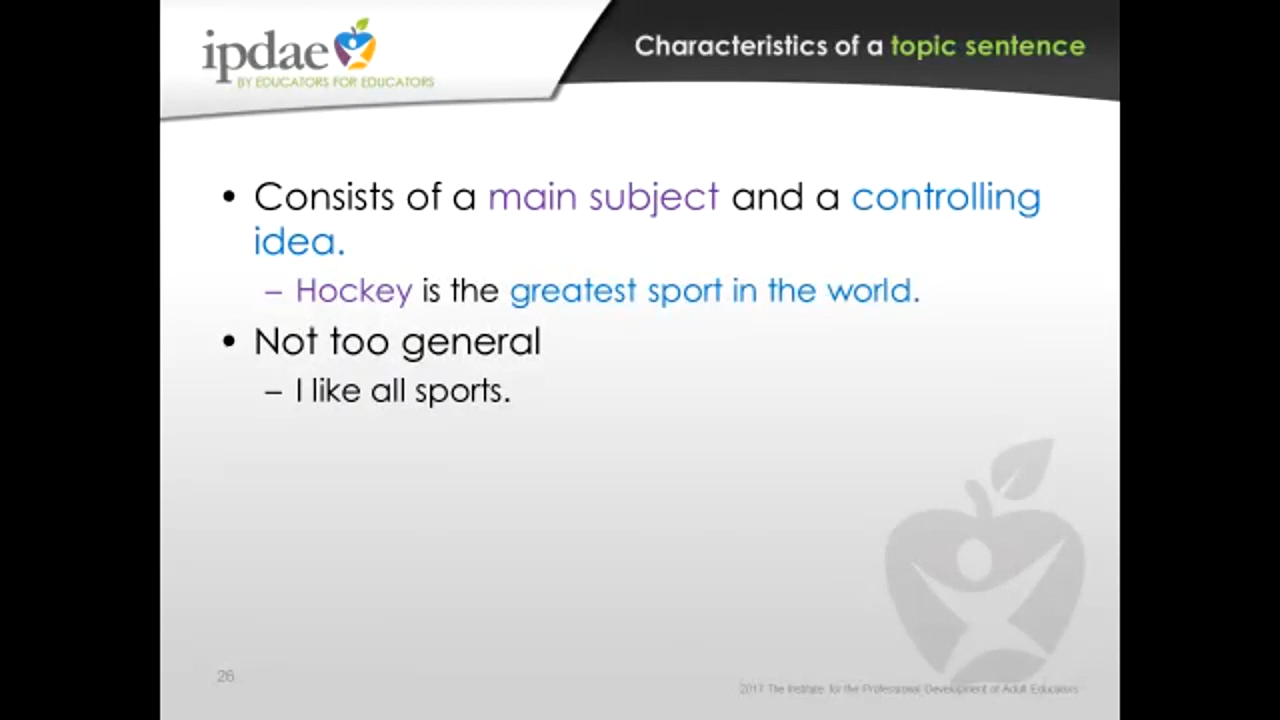 ipdae
BY EDUCATORS FOR EDUCATORS
Characteristics of a topic sentence
• Consists of a main subject and a controlling
idea.
– Hockey is the greatest sport in the world.
• Not too general
– I like all sports.
26
2017 The Institute for the Professional Development of Adult Educators